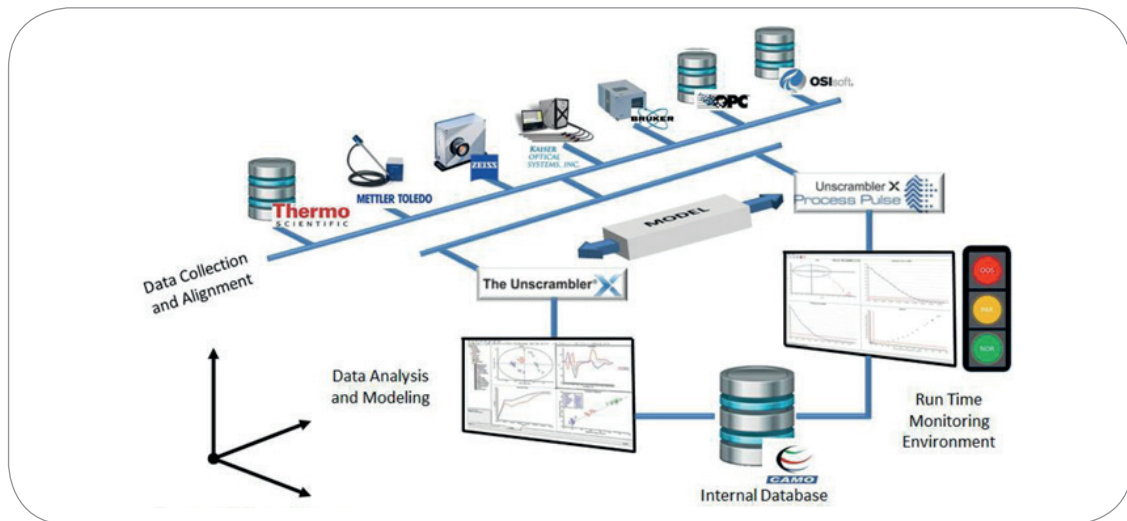 OSIsoft.
OPC
BRUKER
KAISER
OPTICAL
SYSTEMS, INC.
ZEISS
METTLER TOLEDO
Thermo
SCIENTIFIC
Unscrambler X
Process Pulse
MODEL
Data Collection
and Alignment
The Unscrambler® X
OOS
NOR
Data Analysis
and Modeling
Run Time
Monitoring
Environment
CAMO
Internal Database